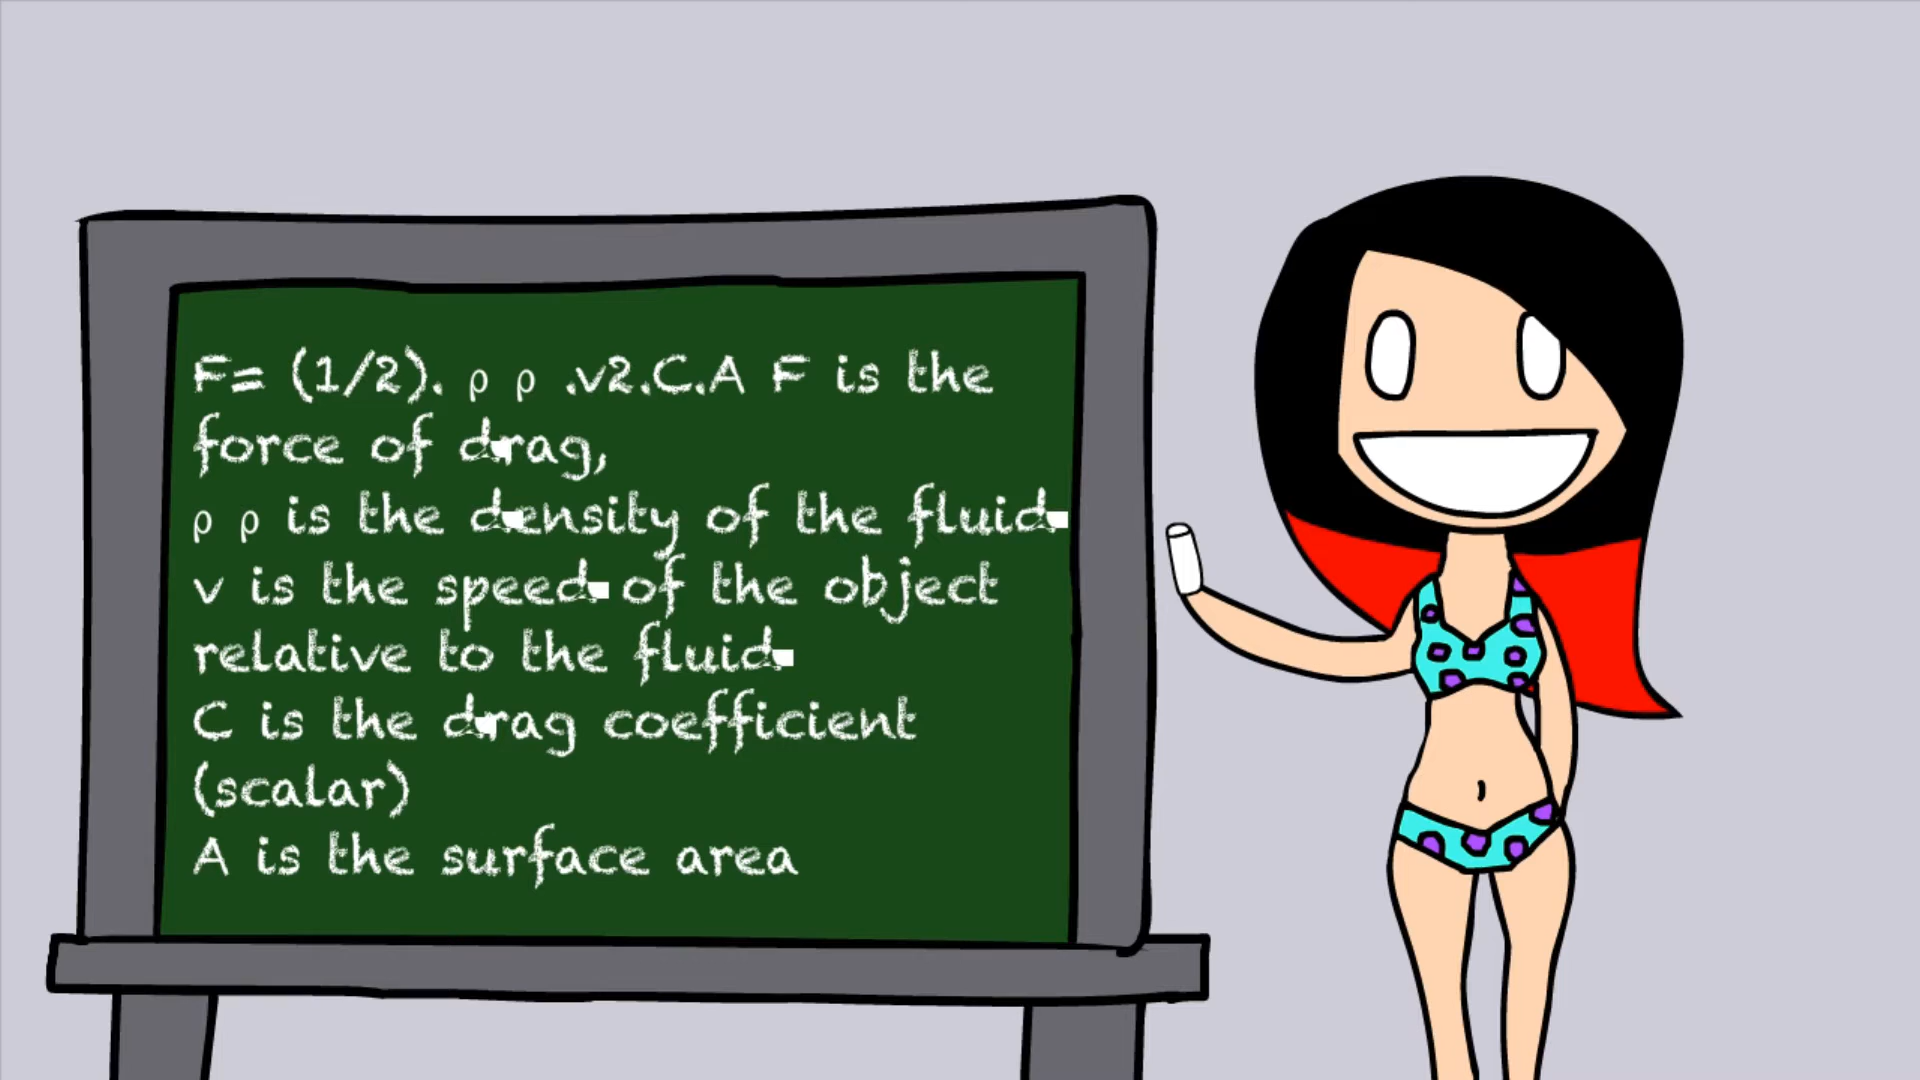 F= (1/2). ρ ρ .v2.C.A F is the
force of drag,
ρ ρ is the density of the fluid
v is the speed of the object
relative to the fluid
C is the drag coefficient
(scalar)
A is the surface area